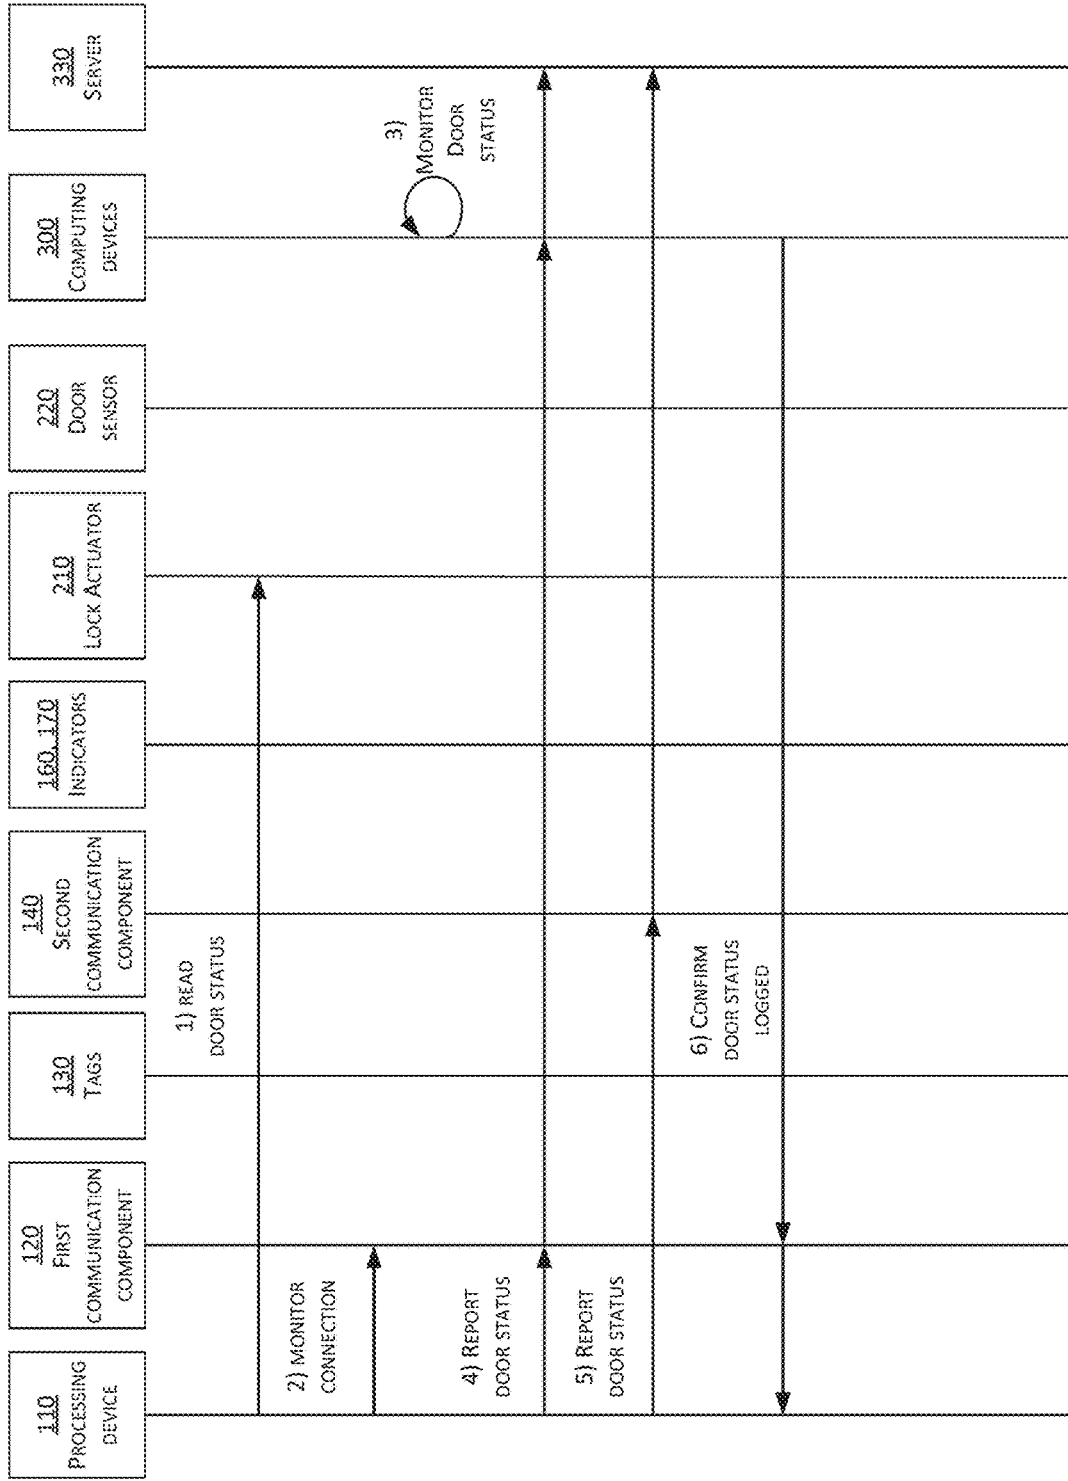 110
PROCESSING
DEVICE
120
FIRST
COMMUNICATION
COMPONENT
130
TAGS
140
SECOND
COMMUNICATION
COMPONENT
160, 170
INDICATORS
210
LOCK ACTUATOR
220
DOOR
SENSOR
300
COMPUTING
DEVICES
330
SERVER
1) READ
DOOR STATUS
2) MONITOR
CONNECTION
3)
MONITOR
DOOR
STATUS
4) REPORT
DOOR STATUS
5) REPORT
DOOR STATUS
6) CONFIRM
DOOR STATUS
LOGGED